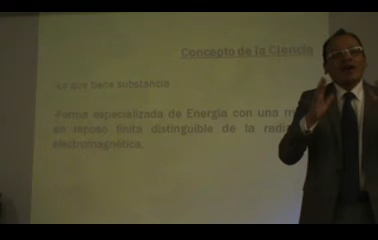 Concepto de la Ciencia
-Lo que tiene substancia
-Forma especializada de Energía con una
en reposo finita distinguible de la
electromagnética.